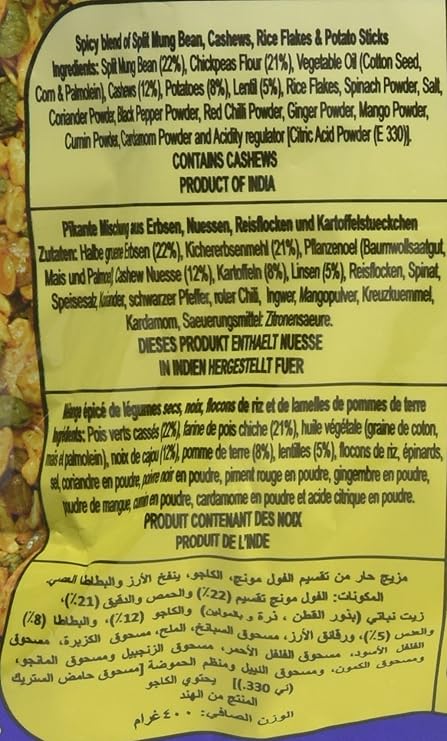 Spicy blend of Split Mung Bean, Cashews, Rice Flakes & Potato Sticks
Ingredients: Split Mung Bean (22%), Chickpeas Flour (21%), Vegetable Oil (Cotton Seed,
Corn & Palmolein), Cashews (12%), Potatoes (8%), Lentil (5%), Rice Flakes, Spinach Powder, Salt,
Coriander Powder, Black Pepper Powder, Red Chilli Powder, Ginger Powder, Mango Powder,
Cumin Powder, Cardamom Powder and Acidity regulator [Citric Acid Powder (E 330)].
CONTAINS CASHEWS
PRODUCT OF INDIA
Pikante Mischung aus Erbsen, Nuessen, Reisflocken und Kartoffelstueckchen
Zutaten: Halbe gruene Erbsen (22%), Kichererbsenmehl (21%), Pflanzenoel (Baumwollsaatgut,
Mais und Palmoel) Cashew Nuesse (12%), Kartoffeln (8%), Linsen (5%), Reisflocken, Spinat,
Speisesalz, Koriander, schwarzer Pfeffer, roter Chili, Ingwer, Mangopulver, Kreuzkuemmel,
Kardamom, Saeuerungsmittel: Zitronensaeure.
DIESES PRODUKT ENTHAELT NUESSE
IN INDIEN HERGESTELLT FUER
épicé de légumes secs, noix, flocons de riz et de lamelles de pommes de terre
Ingrédients: Pois verts cassés (22%), farine de pois chiche (21%), huile végétale (graine de coton,
maïs et palmolein), noix de cajou (12%), pomme de terre (8%), lentilles (5%), flocons de riz, épinards,
sel, coriandre en poudre, poivre noir en poudre, piment rouge en poudre, gingembre en poudre,
poudre de mangue, cumin en poudre, cardamome en poudre et acide citrique en poudre.
PRODUIT CONTENANT DES NOIX
PRODUIT DE L'INDE
مزيج حار من تقسيم الفول مونج، الكاجو، ينفخ الأرز والبطاطا العصي
المكونات: الفول مونج تقسيم (22٪) والحمص والدقيق (21٪)،
زيت نباتي (بذور القطن ، ذرة و بالمولين) والكاجو (12٪)، والبطاطا (8٪)
والعدس (5٪)، ورقائق الأرز، مسحوق السبانخ، الملح، مسحوق الكزبرة، مسحوق
الفلفل الأسود، مسحوق الفلفل الأحمر، مسحوق الزنجبيل ومسحوق المانجو،
ومسحوق الكمون، ومسحوق الهيل ومنظم الحموضة [مسحوق حامض الستريك
(ئي 330)] يحتوي الكاجو
المنتج من الهند
الوزن الصافي: ٤٠٠ غرام